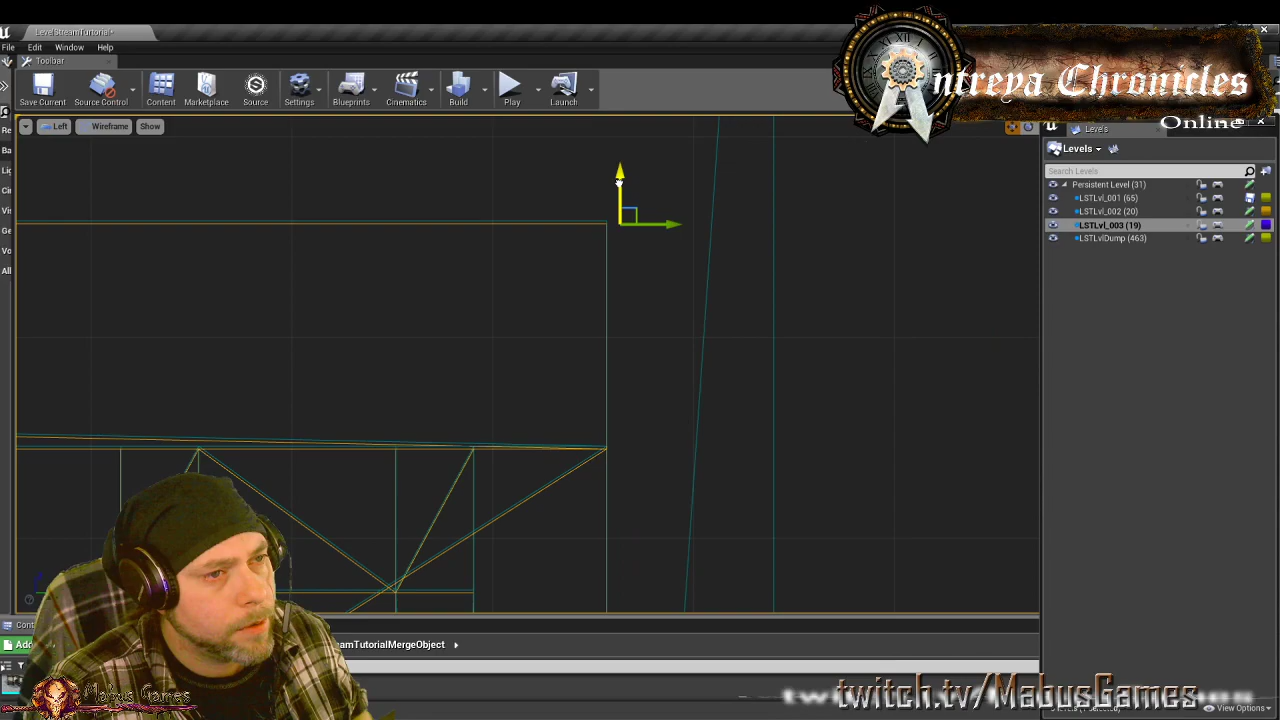 LevelStreamTurtorial*
File Edit Window Help
Toolbar
Save Current Source Control Content Marketplace Source Settings Blueprints Cinematics Build Play Launch
Left Wireframe Show
ntreya Chronicles
Online
Levels
Levels
Search Levels
Persistent Level (31)
LSTLvl_001 (65)
LSTLvl_002 (20)
LSTLvl_003 (19)
LSTLvlDump (463)
eamTutorialMergeObject
Mabus Games
twitch.tv/MabusGames
View Options